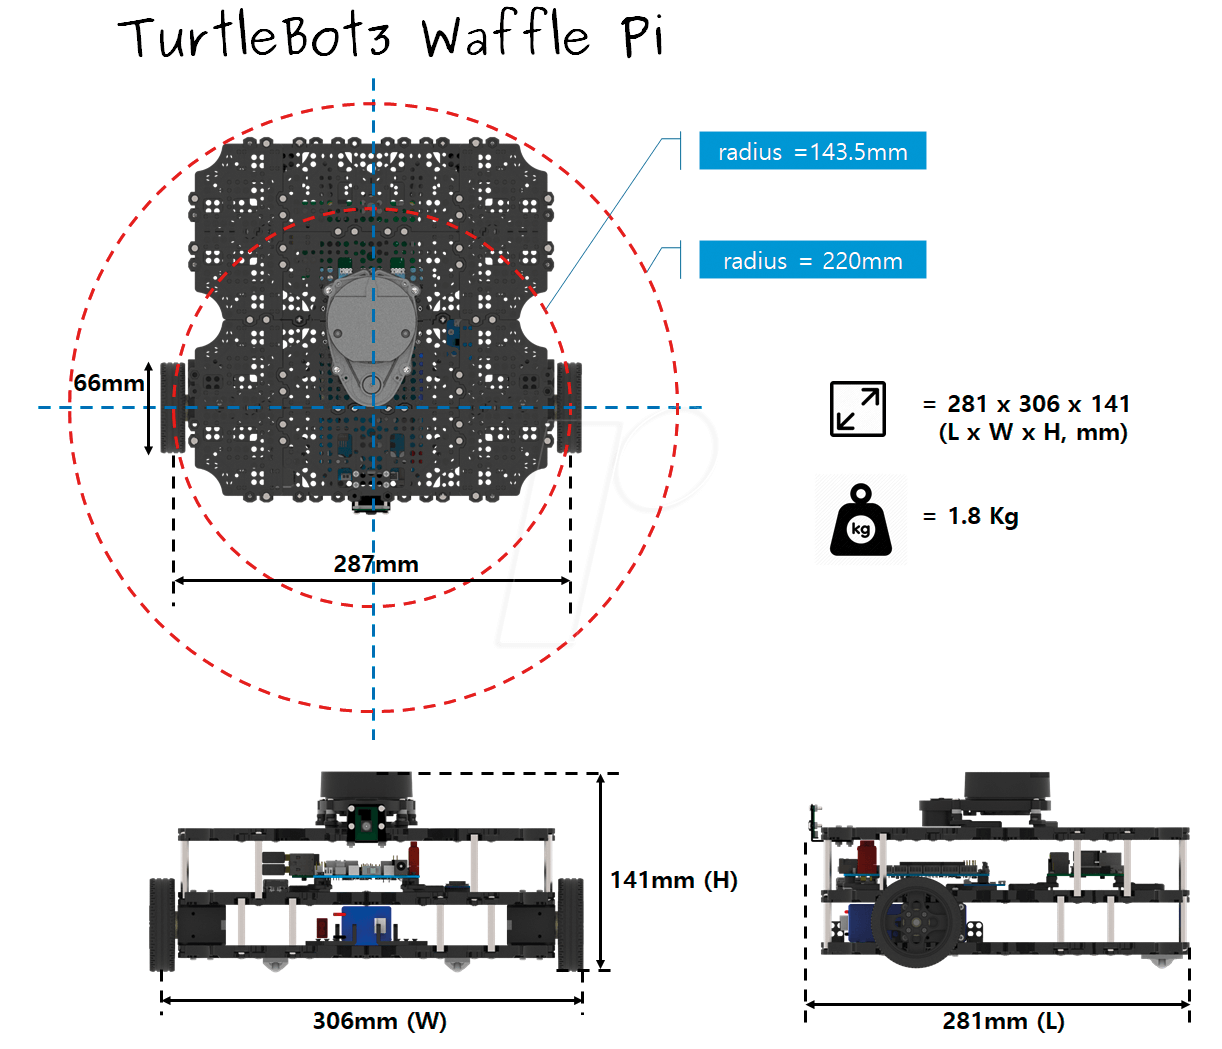 TurtleBot3 Waffle Pi
radius =143.5mm
radius = 220mm
66mm
= 281 x 306 x 141
(L x W x H, mm)
kg
= 1.8 Kg
287mm
141mm (H)
306mm (W)
281mm (L)